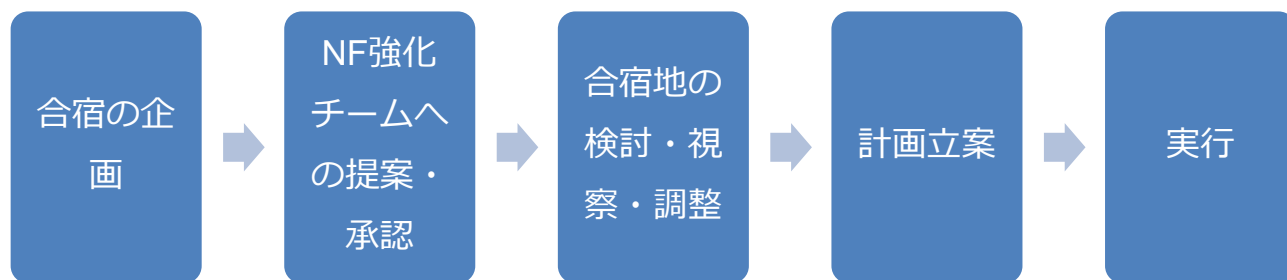 合宿の企
画
NF強化
チームへ
の提案・
承認
合宿地の
検討・視
察・調整
計画立案
実行